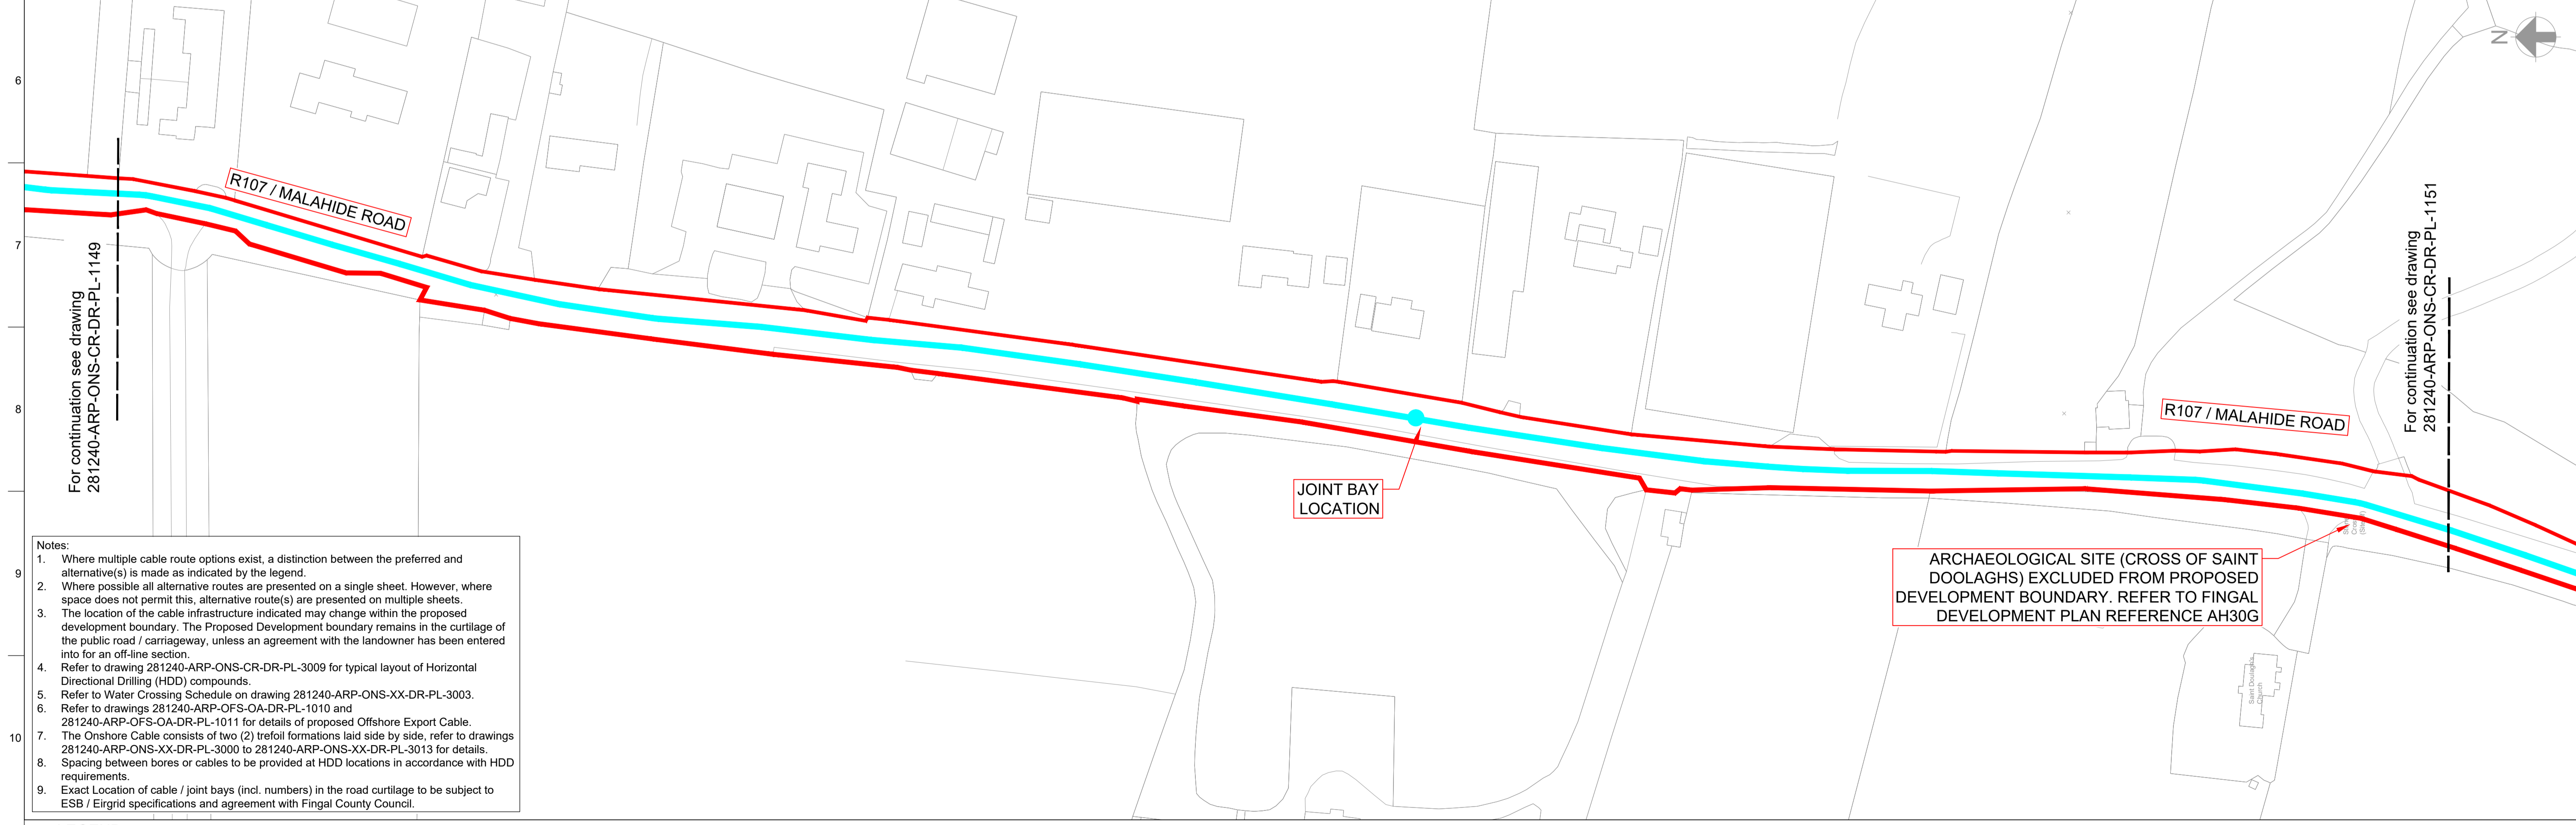 N
6
7
8
9
10
R107 / MALAHIDE ROAD
For continuation see drawing
281240-ARP-ONS-CR-DR-PL-1149
For continuation see drawing
281240-ARP-ONS-CR-DR-PL-1151
R107 / MALAHIDE ROAD
JOINT BAY
LOCATION
ARCHAEOLOGICAL SITE (CROSS OF SAINT
DOOLAGHS) EXCLUDED FROM PROPOSED
DEVELOPMENT BOUNDARY. REFER TO FINGAL
DEVELOPMENT PLAN REFERENCE AH30G
Saint Doulagh's
Church
Notes:
1. Where multiple cable route options exist, a distinction between the preferred and
alternative(s) is made as indicated by the legend.
2. Where possible all alternative routes are presented on a single sheet. However, where
space does not permit this, alternative route(s) are presented on multiple sheets.
3. The location of the cable infrastructure indicated may change within the proposed
development boundary. The Proposed Development boundary remains in the curtilage of
the public road / carriageway, unless an agreement with the landowner has been entered
into for an off-line section.
4. Refer to drawing 281240-ARP-ONS-CR-DR-PL-3009 for typical layout of Horizontal
Directional Drilling (HDD) compounds.
5. Refer to Water Crossing Schedule on drawing 281240-ARP-ONS-XX-DR-PL-3003.
6. Refer to drawings 281240-ARP-OFS-OA-DR-PL-1010 and
281240-ARP-OFS-OA-DR-PL-1011 for details of proposed Offshore Export Cable.
7. The Onshore Cable consists of two (2) trefoil formations laid side by side, refer to drawings
281240-ARP-ONS-XX-DR-PL-3000 to 281240-ARP-ONS-XX-DR-PL-3013 for details.
8. Spacing between bores or cables to be provided at HDD locations in accordance with HDD
requirements.
9. Exact Location of cable / joint bays (incl. numbers) in the road curtilage to be subject to
ESB / Eirgrid specifications and agreement with Fingal County Council.